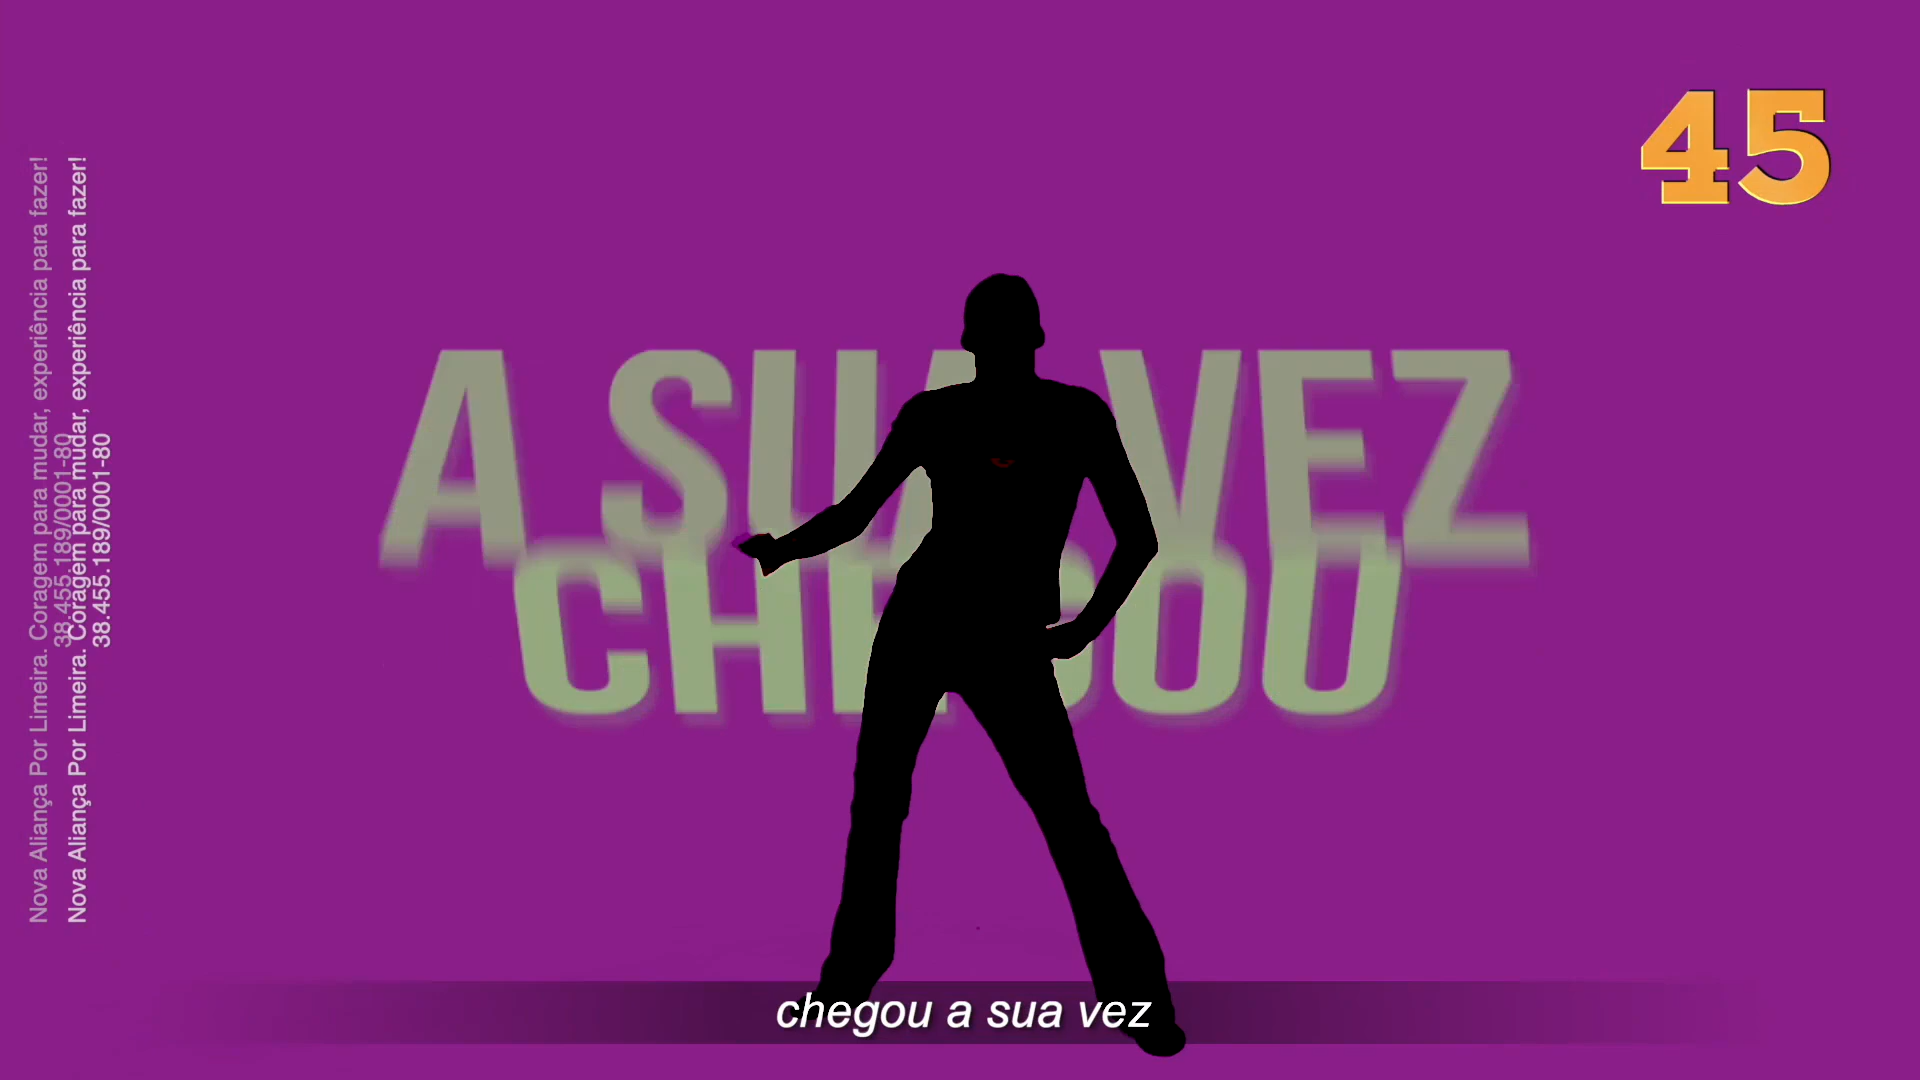 45
Nova Aliança Por Limeira. Coragem para mudar, experiência para fazer!
38.455.189/0001-80
Nova Aliança Por Limeira. Coragem para mudar, experiência para fazer!
38.455.189/0001-80
A SUA VEZ
CHEGOU
chegou a sua vez